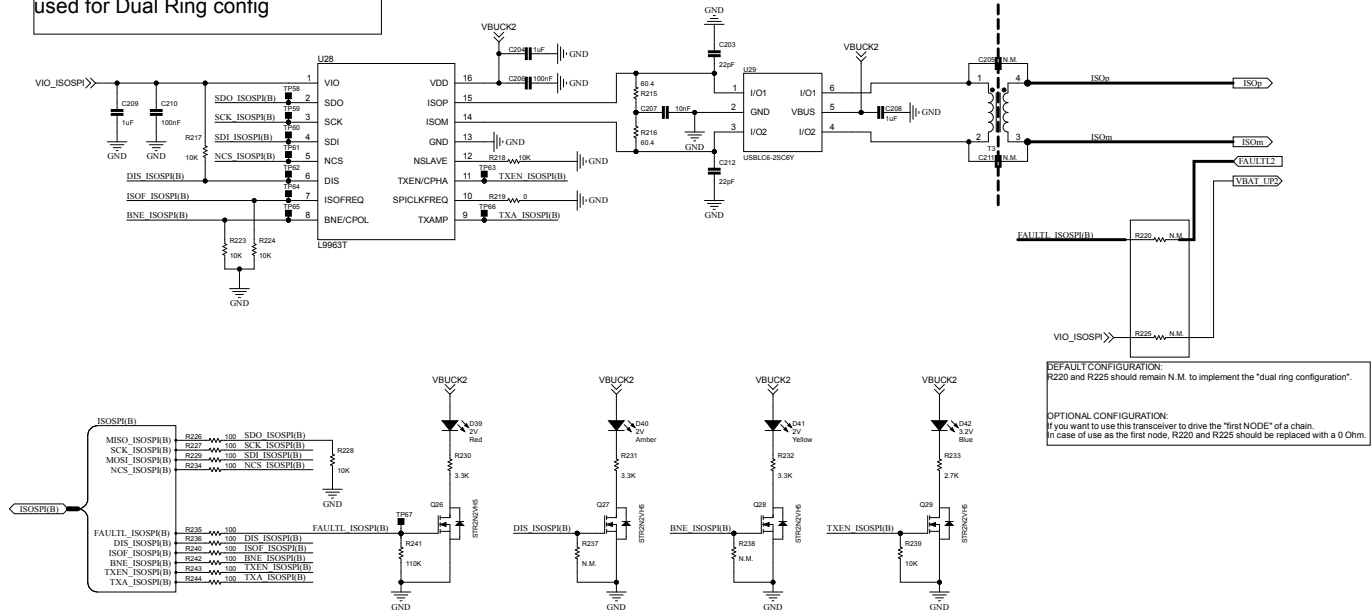 used for Dual Ring config
VIO_ISOSPI
C209
1uF
GND
C210
100nF
GND
R217
10K
SDO_ISOSPI(B)
SCK_ISOSPI(B)
SDI_ISOSPI(B)
NCS_ISOSPI(B)
DIS_ISOSPI(B)
ISOF_ISOSPI(B)
BNE_ISOSPI(B)
TP58
TP59
TP60
TP61
TP62
TP64
TP65
R223
10K
R224
10K
GND
U28
1 VIO VDD 16
2 SDO ISOP 15
3 SCK ISOM 14
4 SDI GND 13
5 NCS NSLAVE 12
6 DIS TXEN/CPHA 11
7 ISOFREQ SPICLKFREQ 10
8 BNE/CPOL TXAMP 9
L9963T
VBUCK2
C204 1uF GND
C206 100nF GND
GND
R218 10K GND
TP63 TXEN_ISOSPI(B)
R219 0 GND
TP66 TXA_ISOSPI(B)
GND
C203
22pF
60.4
R215
C207 10nF
GND
R216
60.4
C212
22pF
GND
U29
1 I/O1 I/O1 6
2 GND VBUS 5
3 I/O2 I/O2 4
USBLC6-2SC6Y
VBUCK2
C208
1uF
GND
C205 N.M.
1 4
2 3
T3
C211 N.M.
ISOp ISOp
ISOm ISOm
FAULTL2
VBAT_UP2
FAULTL_ISOSPI(B) R220 N.M.
VIO_ISOSPI R225 N.M.
DEFAULT CONFIGURATION:
R220 and R225 should remain N.M. to implement the "dual ring configuration".
OPTIONAL CONFIGURATION:
If you want to use this transceiver to drive the "first NODE" of a chain.
In case of use as the first node, R220 and R225 should be replaced with a 0 Ohm.
ISOSPI(B)
ISOSPI(B)
MISO_ISOSPI(B) R226 100 SDO_ISOSPI(B)
SCK_ISOSPI(B) R227 100 SCK_ISOSPI(B)
MOSI_ISOSPI(B) R229 100 SDI_ISOSPI(B)
NCS_ISOSPI(B) R234 100 NCS_ISOSPI(B)
R228
10K
GND
FAULTL_ISOSPI(B) R235 100 FAULTL_ISOSPI(B)
DIS_ISOSPI(B) R236 100 DIS_ISOSPI(B)
ISOF_ISOSPI(B) R240 100 ISOF_ISOSPI(B)
BNE_ISOSPI(B) R242 100 BNE_ISOSPI(B)
TXEN_ISOSPI(B) R243 100 TXEN_ISOSPI(B)
TXA_ISOSPI(B) R244 100 TXA_ISOSPI(B)
VBUCK2
D39
2V
Red
R230
3.3K
Q26
STR2N2VH5
TP67
R241
110K
GND
VBUCK2
D40
2V
Amber
R231
3.3K
Q27
STR2N2VH5
DIS_ISOSPI(B)
R237
N.M.
GND
VBUCK2
D41
2V
Yellow
R232
3.3K
Q28
STR2N2VH5
BNE_ISOSPI(B)
R238
N.M.
GND
VBUCK2
D42
3.2V
Blue
R233
2.7K
Q29
STR2N2VH5
TXEN_ISOSPI(B)
R239
10K
GND